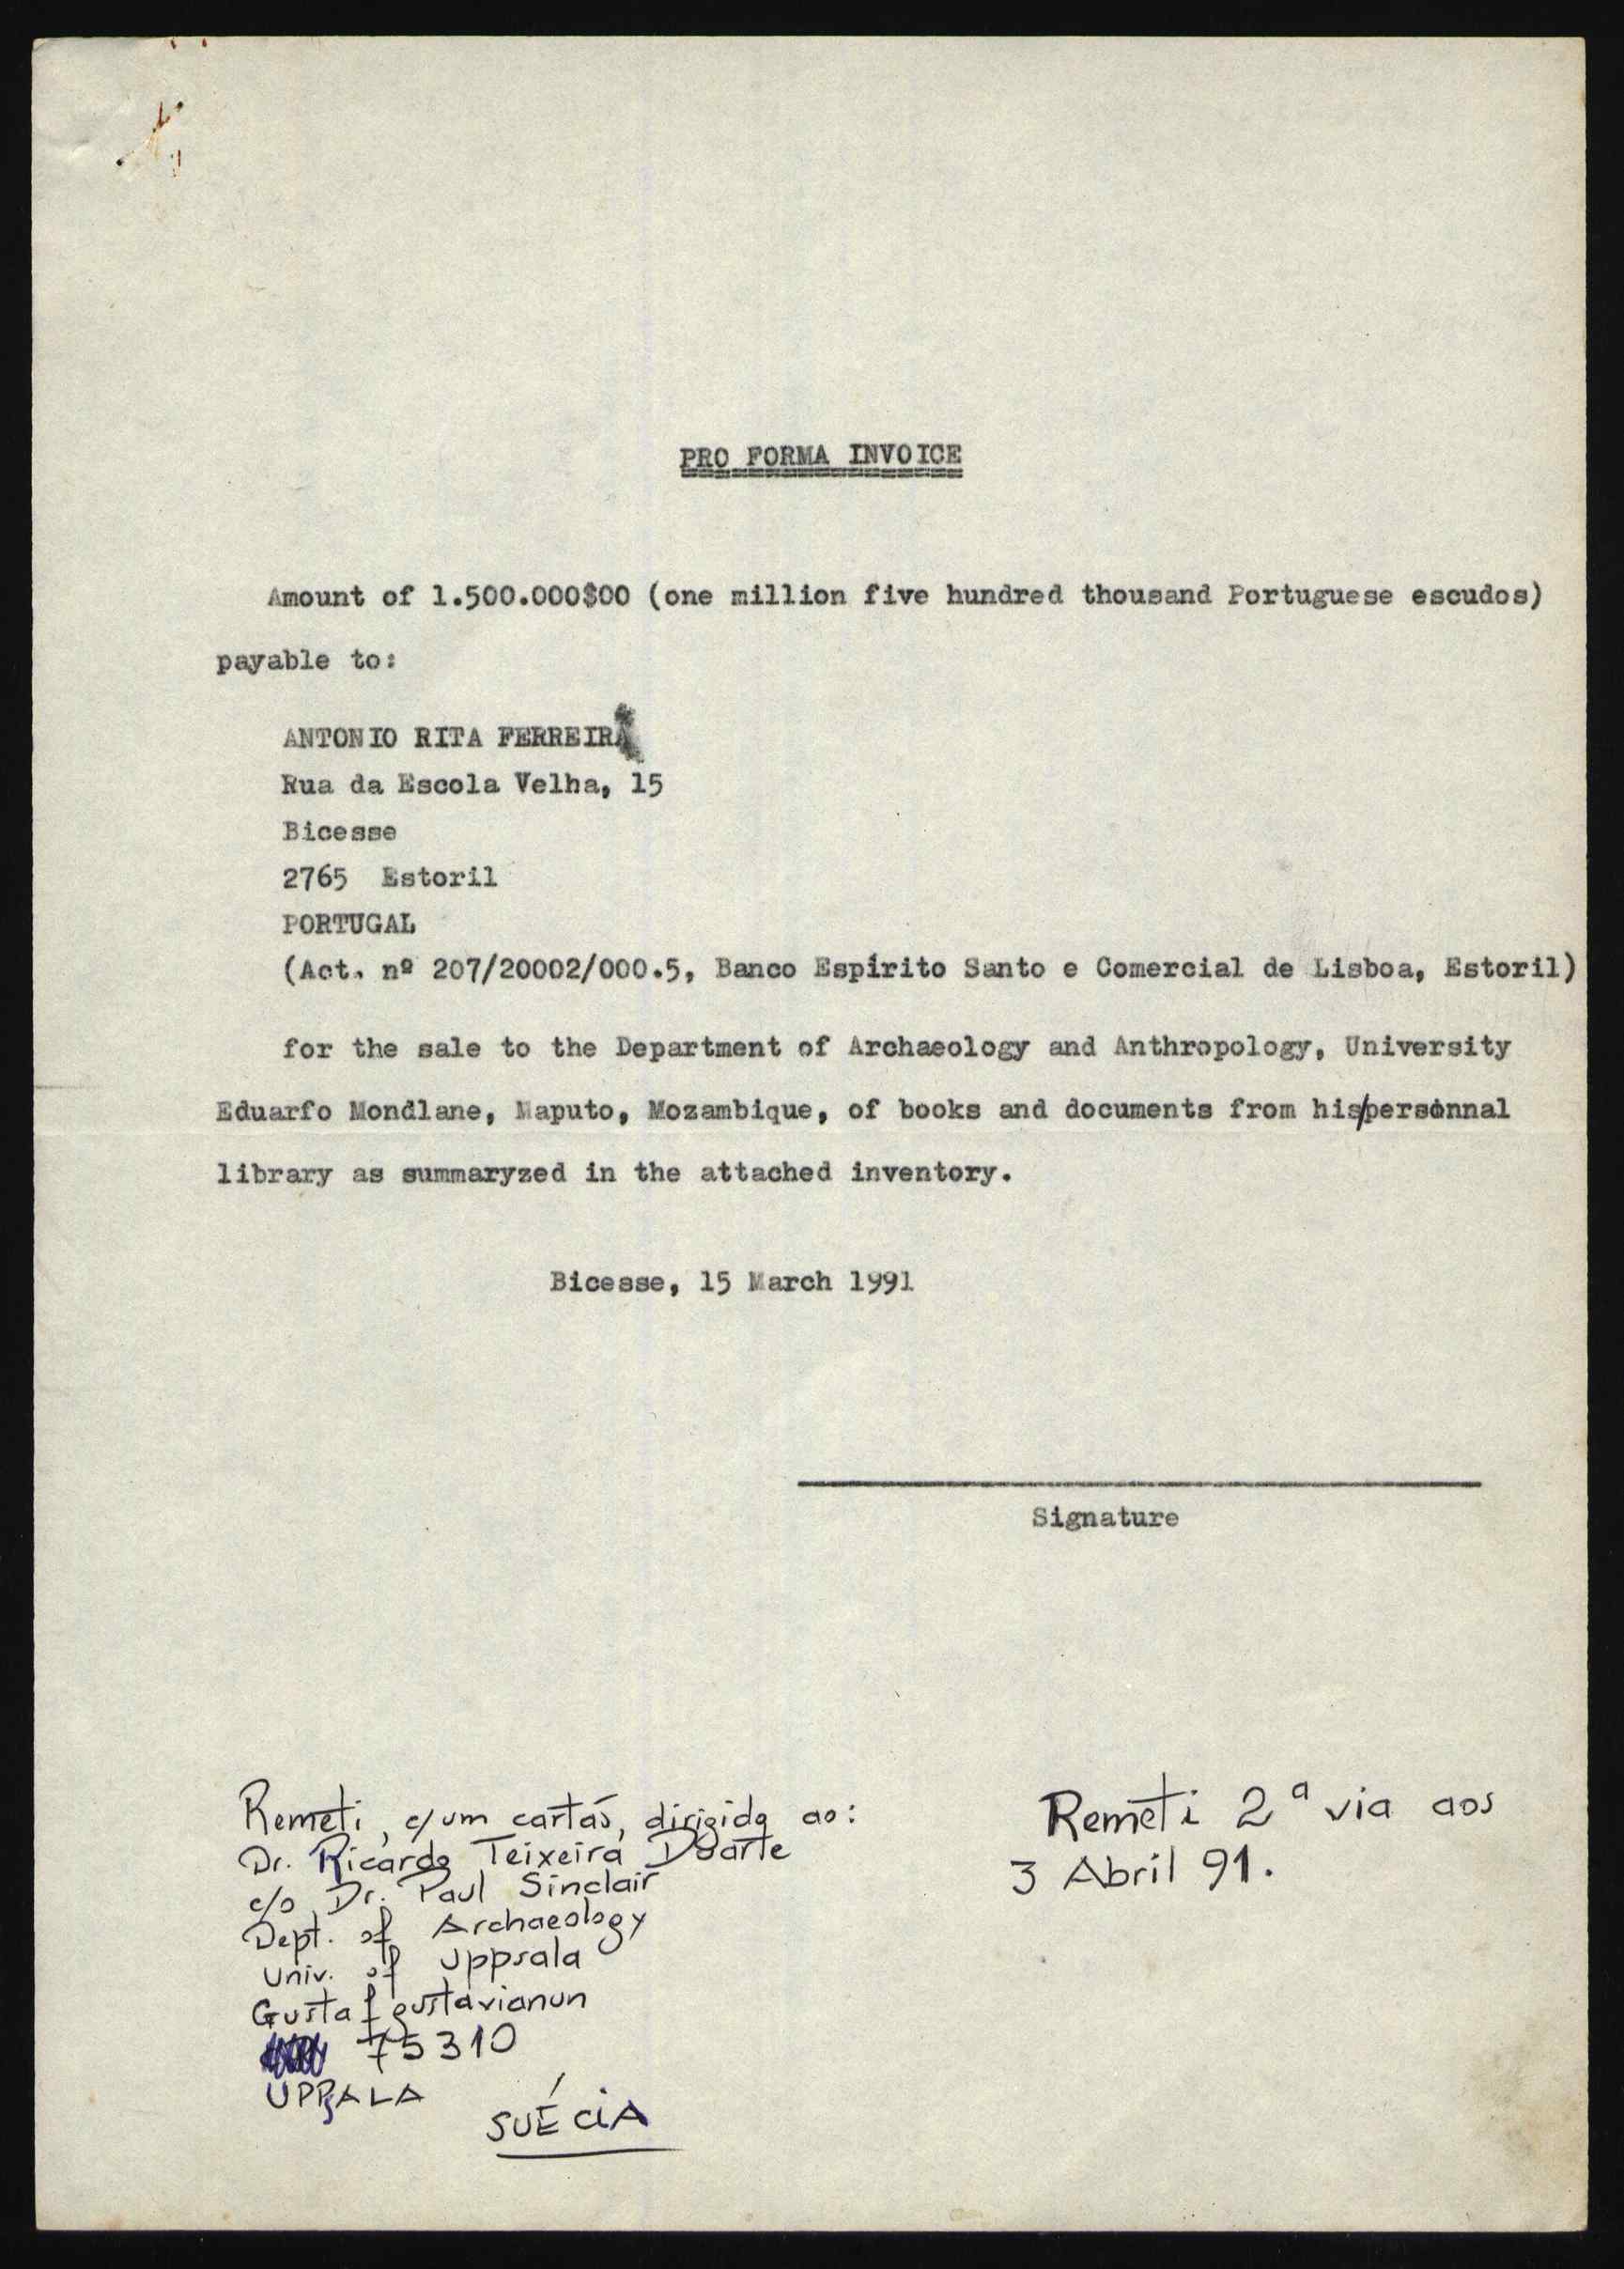 PRO FORMA INVOICE
Amount of 1.500.000$00 (one million five hundred thousand Portuguese escudos)
payable to:
ANTONIO RITA FERREIRA
Rua da Escola Velha, 15
Bicesse
2765 Estoril
PORTUGAL
(Act. nº 207/20002/000.5, Banco Espírito Santo e Comercial de Lisboa, Estoril)
for the sale to the Department of Archaeology and Anthropology, University
Eduarfo Mondlane, Maputo, Mozambique, of books and documents from his/personnal
library as summaryzed in the attached inventory.
Bicesse, 15 March 1991
Signature
Remeti, c/um cartás, dirigida ao:
Dr. Ricardo Teixeira Duarte
c/o Dr. Paul Sinclair
Dept. of Archaeology
Univ. of Uppsala
Gustaf gustavianun
75310
UPPSALA
SUÉCIA
Remeti 2ª via aos
3 Abril 91.